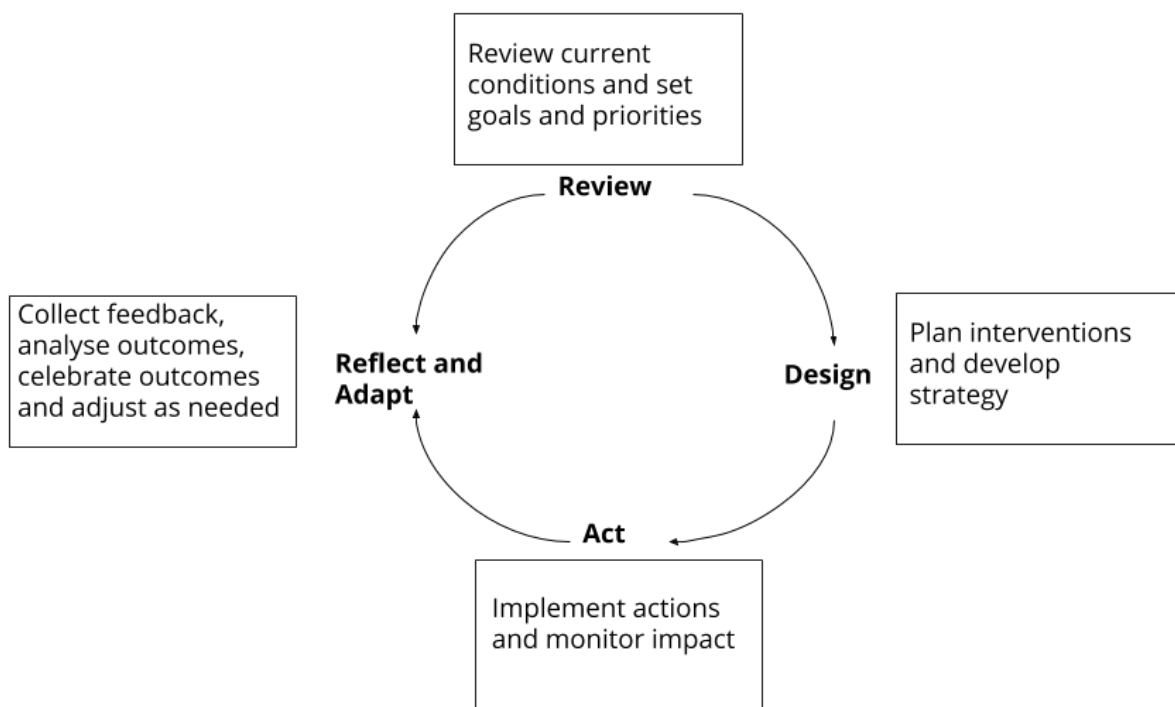 Review current
conditions and set
goals and priorities
Review
Collect feedback,
analyse outcomes,
celebrate outcomes
and adjust as needed
Reflect and
Adapt
Design
Plan interventions
and develop
strategy
Act
Implement actions
and monitor impact